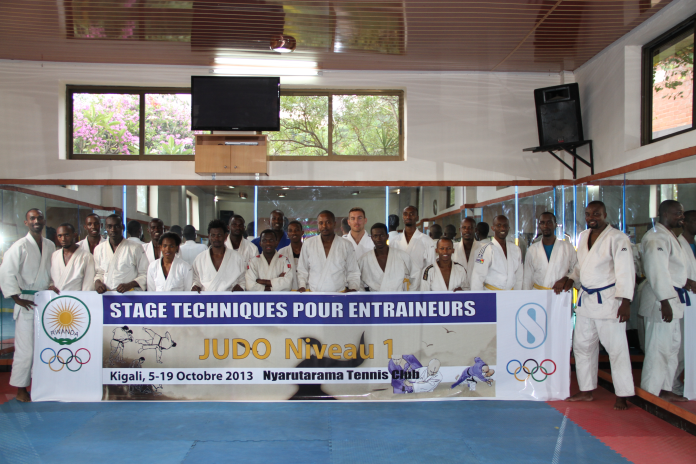 STAGE TECHNIQUES POUR ENTRAINEURS
RWANDA
JUDO Niveau 1
Kigali, 5-19 Octobre 2013 Nyarutarama Tennis Club